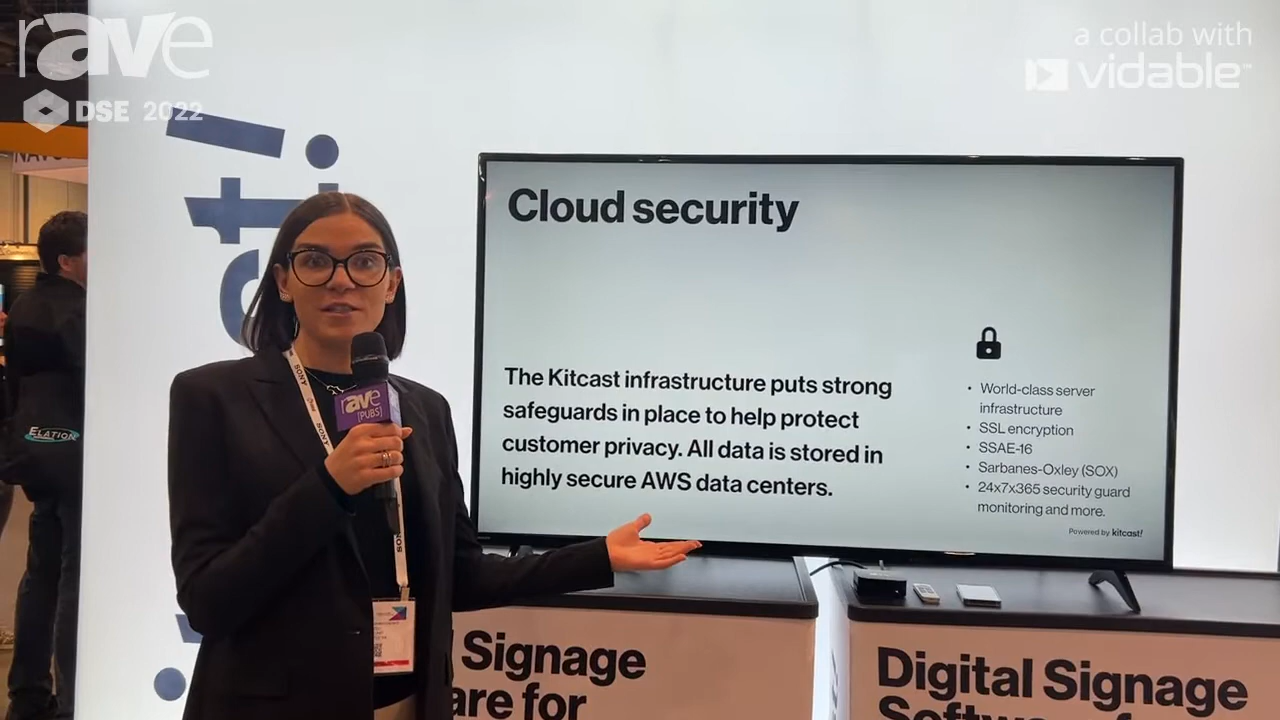 rAVe
DSE 2022
a collab with
vidable™
Cloud security
The Kitcast infrastructure puts strong
safeguards in place to help protect
customer privacy. All data is stored in
highly secure AWS data centers.
• World-class server
infrastructure
• SSL encryption
• SSAE-16
• Sarbanes-Oxley (SOX)
• 24x7x365 security guard
monitoring and more.
Powered by kitcast!
SONY
SONY
rAVe
[PUBS]
ELATION
Signage
are for
Digital Signage